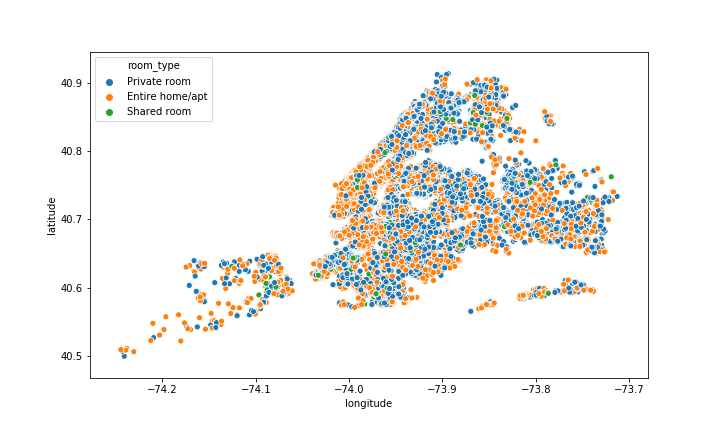 room_type
Private room
Entire home/apt
Shared room
latitude
40.9
40.8
40.7
40.6
40.5
−74.2 −74.1 −74.0 −73.9 −73.8 −73.7
longitude